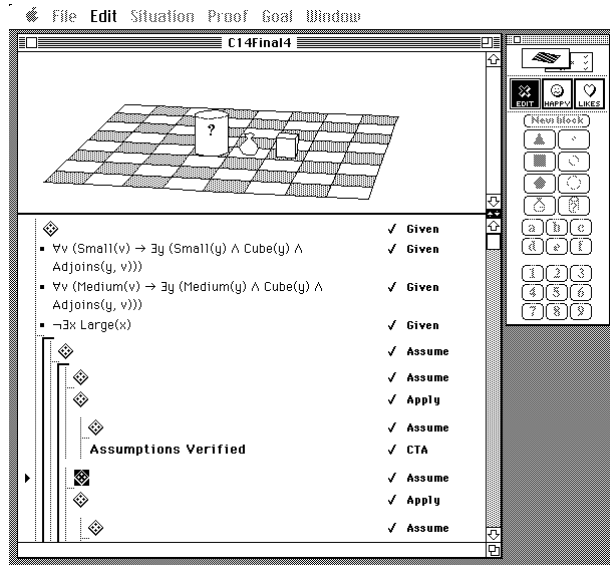 File Edit Situation Proof Goal Window
C14Final4
?
EDIT HAPPY LIKES
New block
a b c
d e f
1 2 3
4 5 6
7 8 9
✓ Given
∀v (Small(v) → ∃y (Small(y) ∧ Cube(y) ∧ ✓ Given
Adjoins(y, v)))
∀v (Medium(v) → ∃y (Medium(y) ∧ Cube(y) ∧ ✓ Given
Adjoins(y, v)))
¬∃x Large(x) ✓ Given
✓ Assume
✓ Assume
✓ Apply
✓ Assume
Assumptions Verified ✓ CTA
✓ Assume
✓ Apply
✓ Assume